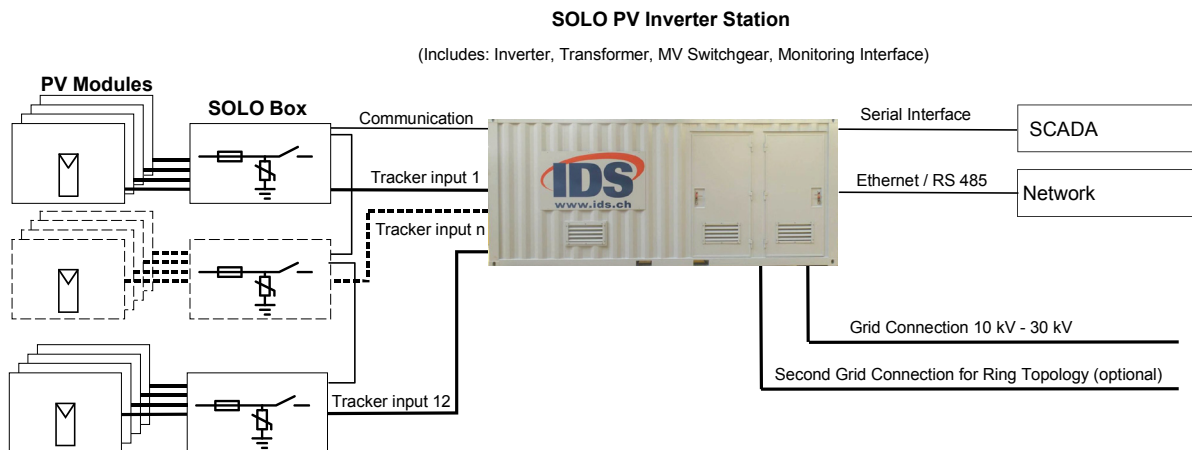 SOLO PV Inverter Station
(Includes: Inverter, Transformer, MV Switchgear, Monitoring Interface)
PV Modules
SOLO Box
Communication
Serial Interface
SCADA
Tracker input 1
IDS
www.ids.ch
Ethernet / RS 485
Network
Tracker input n
Grid Connection 10 kV - 30 kV
Second Grid Connection for Ring Topology (optional)
Tracker input 12